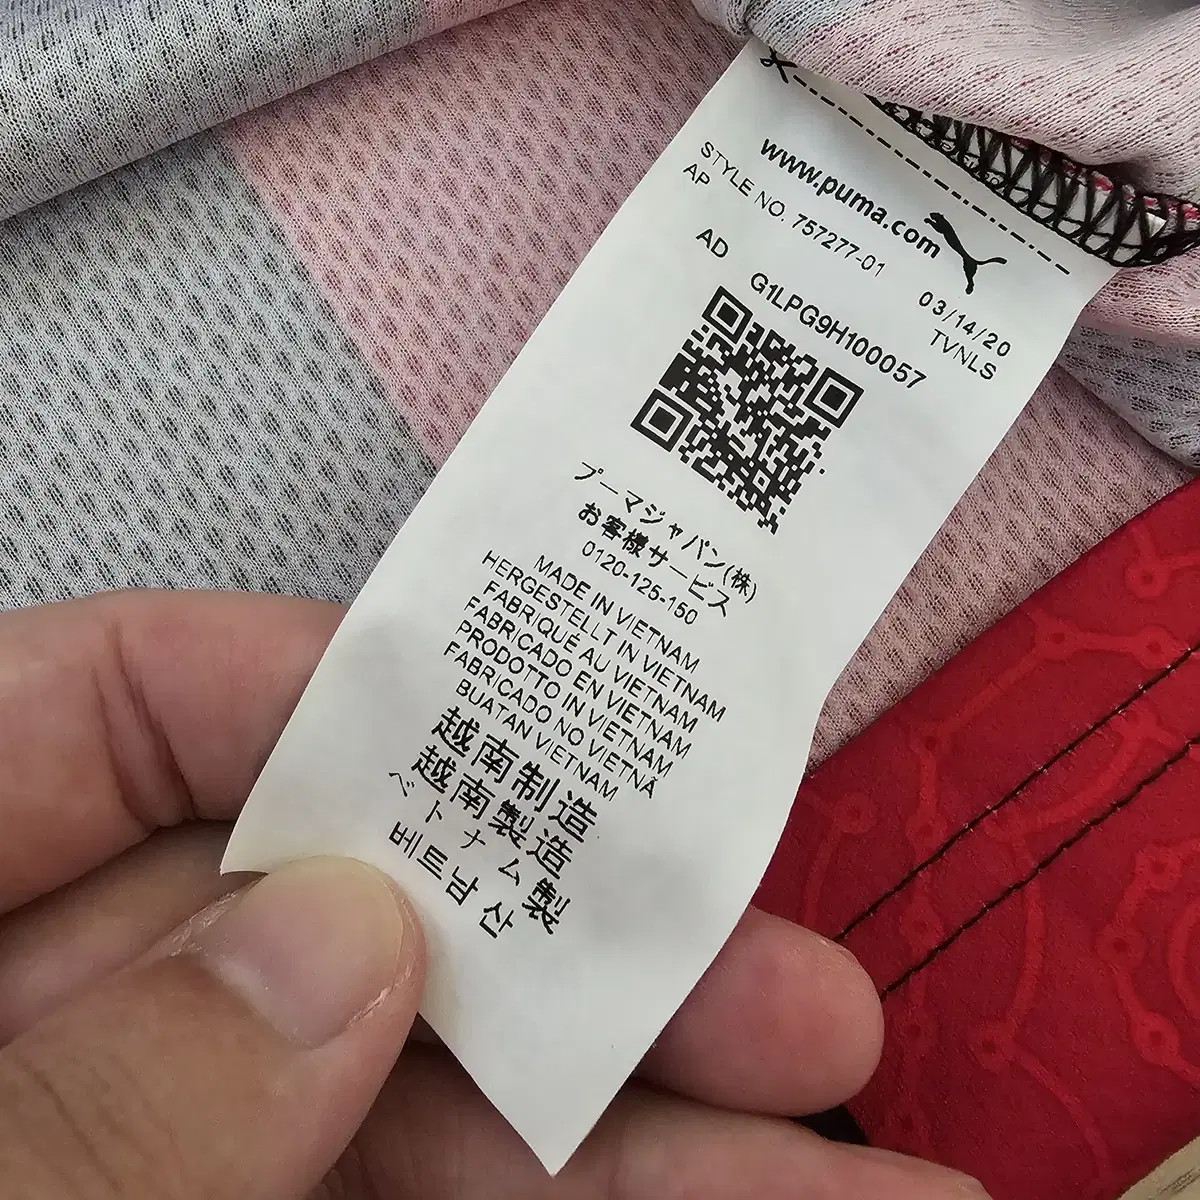 www.puma.com
STYLE NO. 757277-01
03/14/20
AP
TVNLS
AD
G1LPG9H100057
プーマジャパン(株)
お客様サービス
0120-125-150
MADE IN VIETNAM
HERGESTELLT IN VIETNAM
FABRIQUÉ AU VIETNAM
FABRICADO EN VIETNAM
PRODOTTO IN VIETNAM
FABRICADO NO VIETNÃ
BUATAN VIETNAM
越南制造
越南製造
ベトナム製
베트남 산